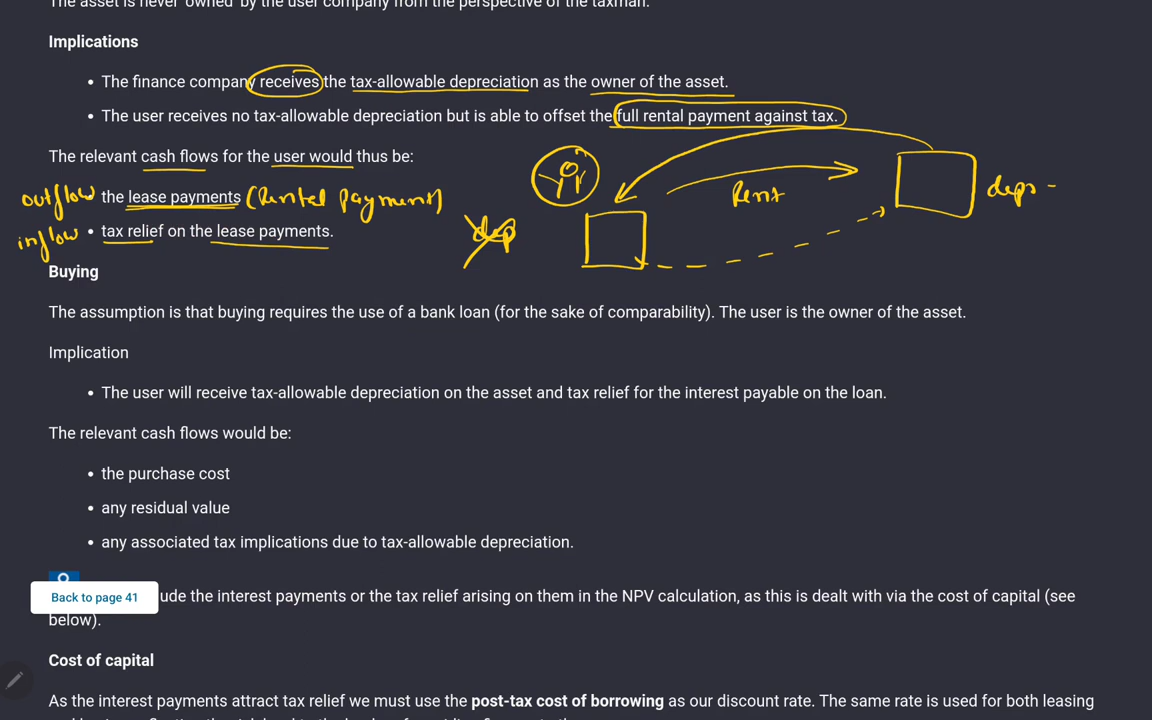 The asset is never 'owned' by the user company from the perspective of the taxman.
Implications
• The finance company receives the tax-allowable depreciation as the owner of the asset.
• The user receives no tax-allowable depreciation but is able to offset the full rental payment against tax.
The relevant cash flows for the user would thus be:
outflow the lease payments (Rental Payment)
inflow • tax relief on the lease payments.
dep
Rent
deps -
Buying
The assumption is that buying requires the use of a bank loan (for the sake of comparability). The user is the owner of the asset.
Implication
• The user will receive tax-allowable depreciation on the asset and tax relief for the interest payable on the loan.
The relevant cash flows would be:
• the purchase cost
• any residual value
• any associated tax implications due to tax-allowable depreciation.
Back to page 41
ude the interest payments or the tax relief arising on them in the NPV calculation, as this is dealt with via the cost of capital (see
below).
Cost of capital
As the interest payments attract tax relief we must use the post-tax cost of borrowing as our discount rate. The same rate is used for both leasing